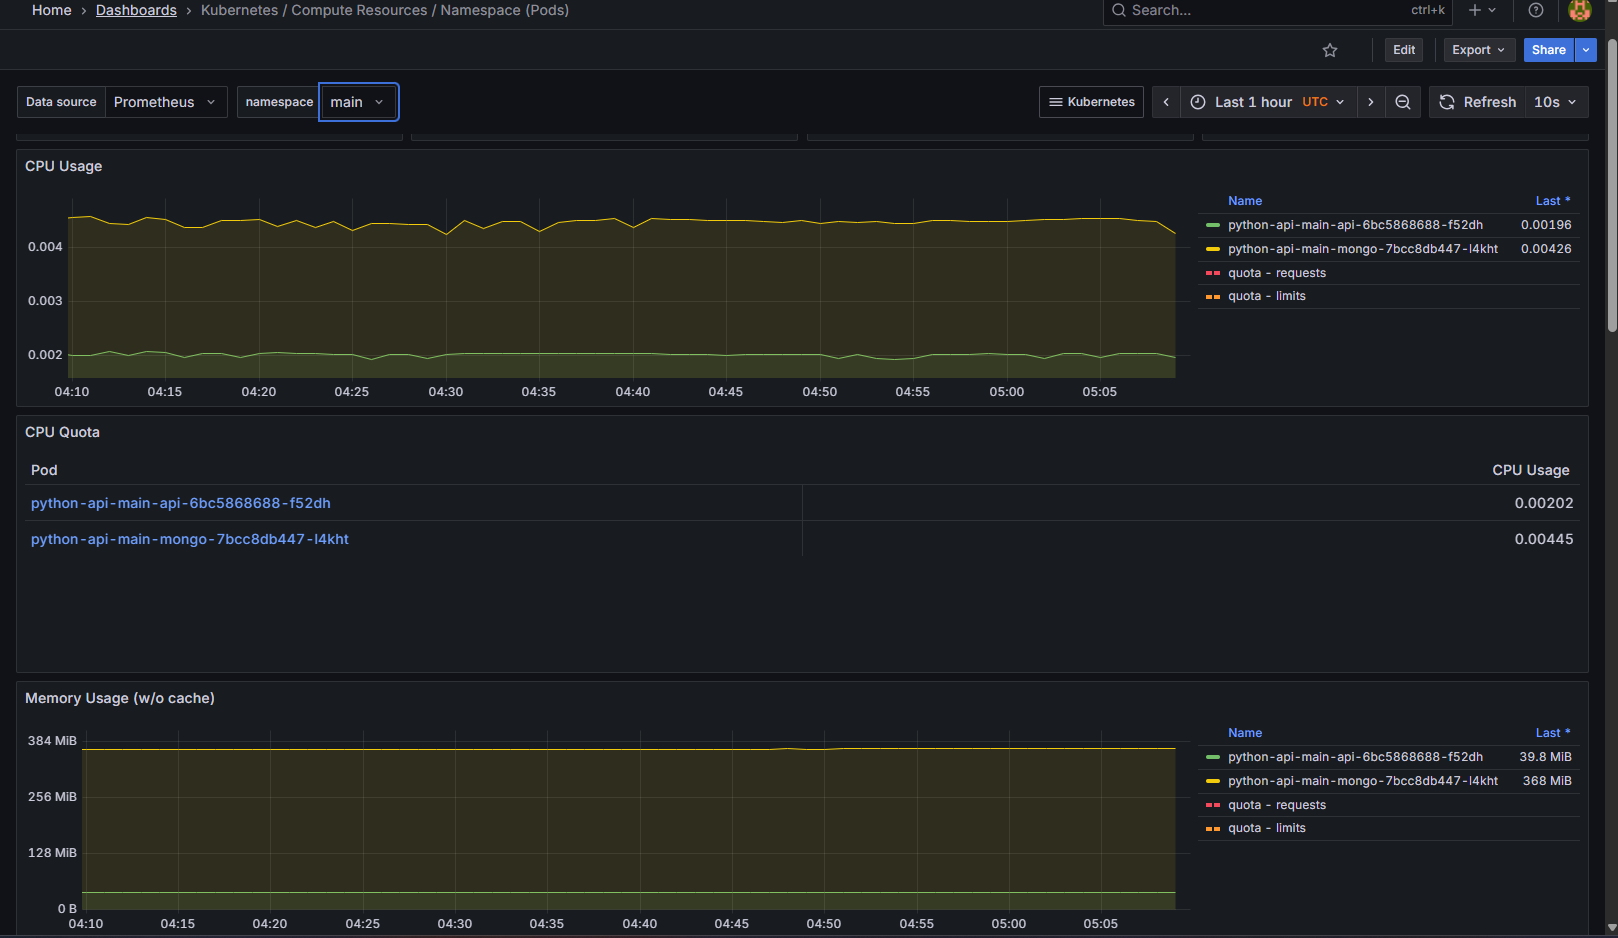 Home › Dashboards › Kubernetes / Compute Resources / Namespace (Pods)
Search... ctrl+k
Edit Export Share
Data source Prometheus namespace main Kubernetes Last 1 hour UTC Refresh 10s
CPU Usage
0.004
0.003
0.002
04:10 04:15 04:20 04:25 04:30 04:35 04:40 04:45 04:50 04:55 05:00 05:05
Name Last *
python-api-main-api-6bc5868688-f52dh 0.00196
python-api-main-mongo-7bcc8db447-l4kht 0.00426
quota - requests
quota - limits
CPU Quota
Pod CPU Usage
python-api-main-api-6bc5868688-f52dh 0.00202
python-api-main-mongo-7bcc8db447-l4kht 0.00445
Memory Usage (w/o cache)
384 MiB
256 MiB
128 MiB
0 B
04:10 04:15 04:20 04:25 04:30 04:35 04:40 04:45 04:50 04:55 05:00 05:05
Name Last *
python-api-main-api-6bc5868688-f52dh 39.8 MiB
python-api-main-mongo-7bcc8db447-l4kht 368 MiB
quota - requests
quota - limits